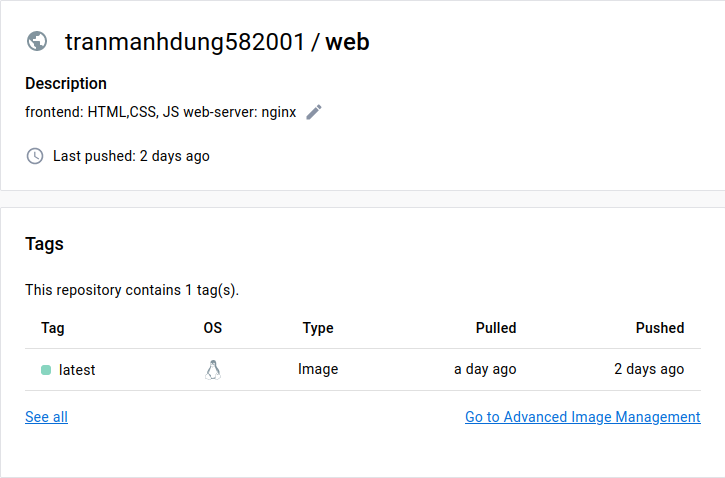 tranmanhdung582001 / web
Description
frontend: HTML,CSS, JS web-server: nginx
Last pushed: 2 days ago
Tags
This repository contains 1 tag(s).
Tag OS Type Pulled Pushed
latest Image a day ago 2 days ago
See all Go to Advanced Image Management